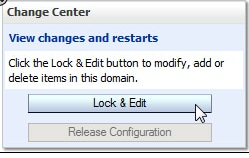 Change Center
View changes and restarts
Click the Lock & Edit button to modify, add or
delete items in this domain.
Lock & Edit
Release Configuration